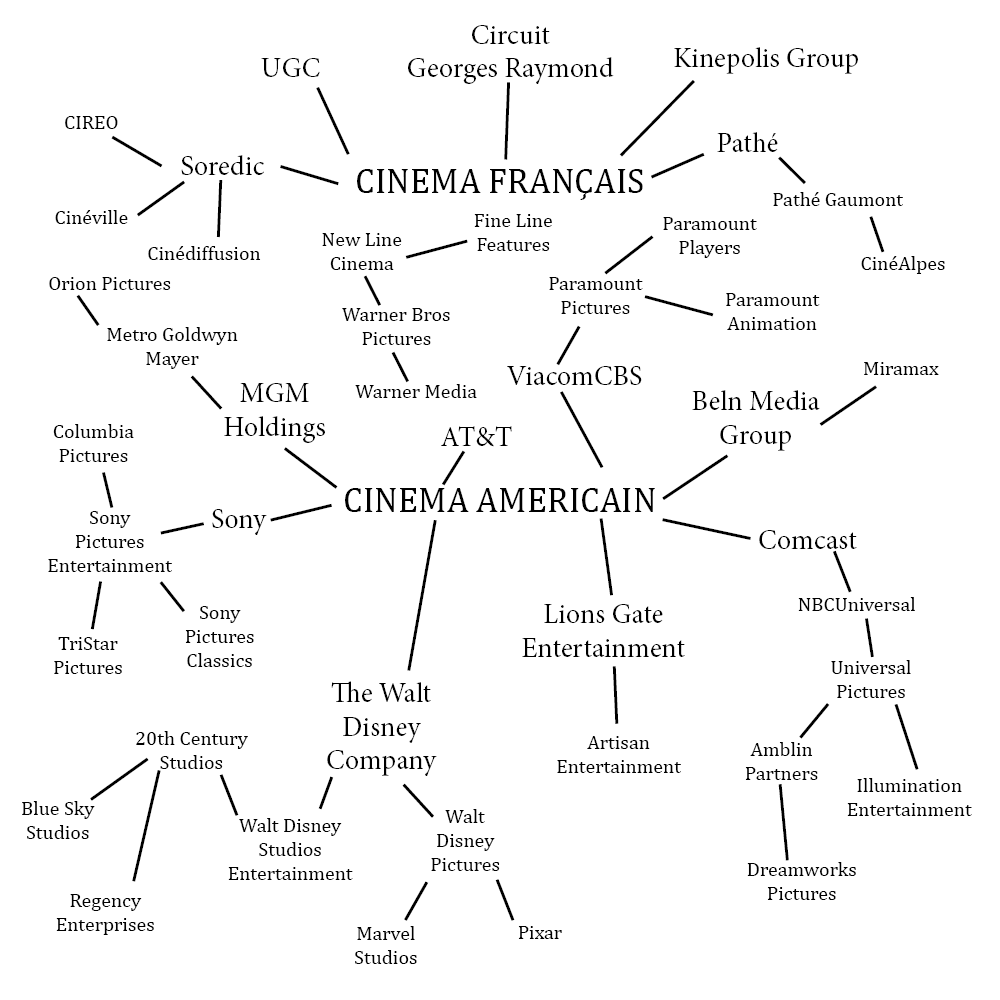 Circuit
Georges Raymond
UGC
Kinepolis Group
CIREO
Soredic
Pathé
CINEMA FRANÇAIS
Pathé Gaumont
Cinéville
Cinédiffusion
CinéAlpes
Fine Line
Features
New Line
Cinema
Paramount
Players
Orion Pictures
Paramount
Pictures
Paramount
Animation
Metro Goldwyn
Mayer
Warner Bros
Pictures
Warner Media
ViacomCBS
Miramax
MGM
Holdings
Beln Media
Group
AT&T
Columbia
Pictures
CINEMA AMERICAIN
Sony
Sony
Pictures
Entertainment
Comcast
NBCUniversal
Sony
Pictures
Classics
TriStar
Pictures
Lions Gate
Entertainment
Universal
Pictures
The Walt
Disney
Company
Artisan
Entertainment
Amblin
Partners
Illumination
Entertainment
20th Century
Studios
Blue Sky
Studios
Walt Disney
Studios
Entertainment
Walt
Disney
Pictures
Dreamworks
Pictures
Regency
Enterprises
Marvel
Studios
Pixar